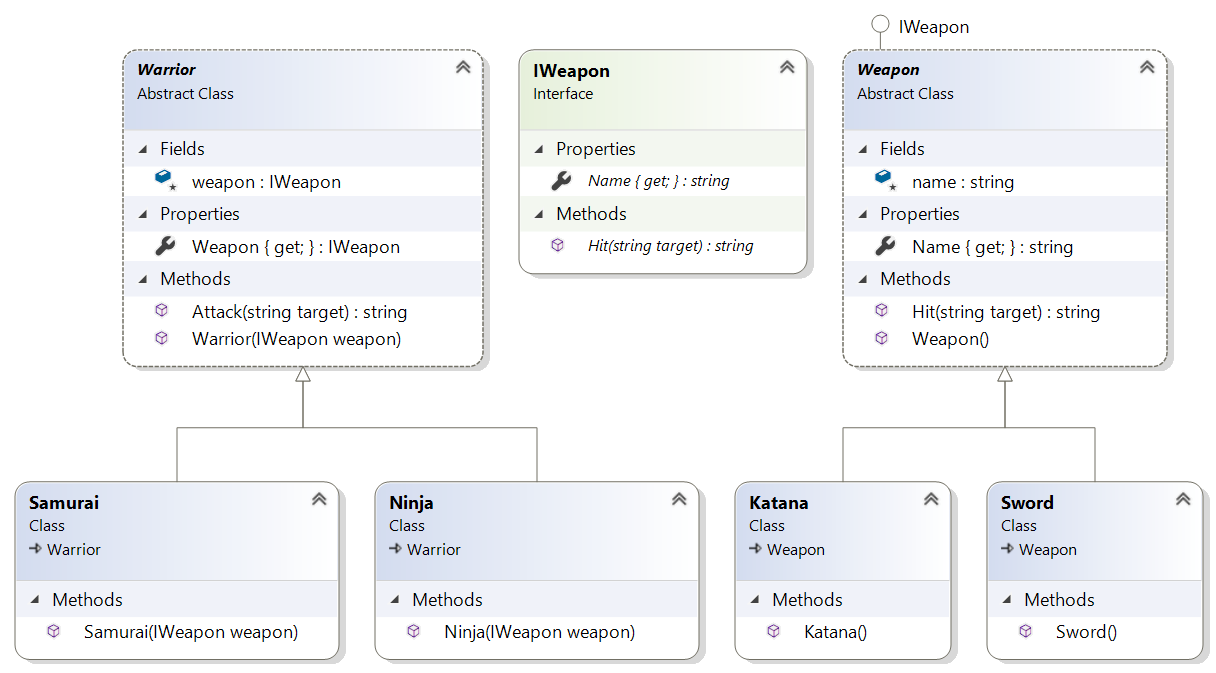 IWeapon
Warrior
Abstract Class
Fields
weapon : IWeapon
Properties
Weapon { get; } : IWeapon
Methods
Attack(string target) : string
Warrior(IWeapon weapon)
IWeapon
Interface
Properties
Name { get; } : string
Methods
Hit(string target) : string
Weapon
Abstract Class
Fields
name : string
Properties
Name { get; } : string
Methods
Hit(string target) : string
Weapon()
Samurai
Class
Warrior
Methods
Samurai(IWeapon weapon)
Ninja
Class
Warrior
Methods
Ninja(IWeapon weapon)
Katana
Class
Weapon
Methods
Katana()
Sword
Class
Weapon
Methods
Sword()